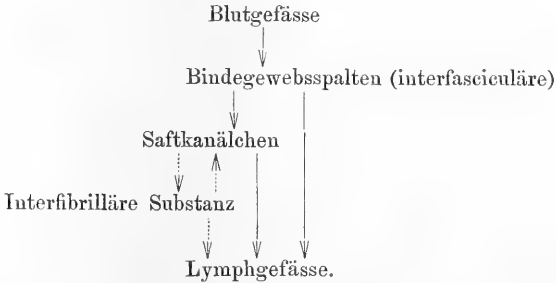 Blutgefässe
Bindegewebsspalten (interfasciculäre)
Saftkanälchen
Interfibrilläre Substanz
Lymphgefässe.